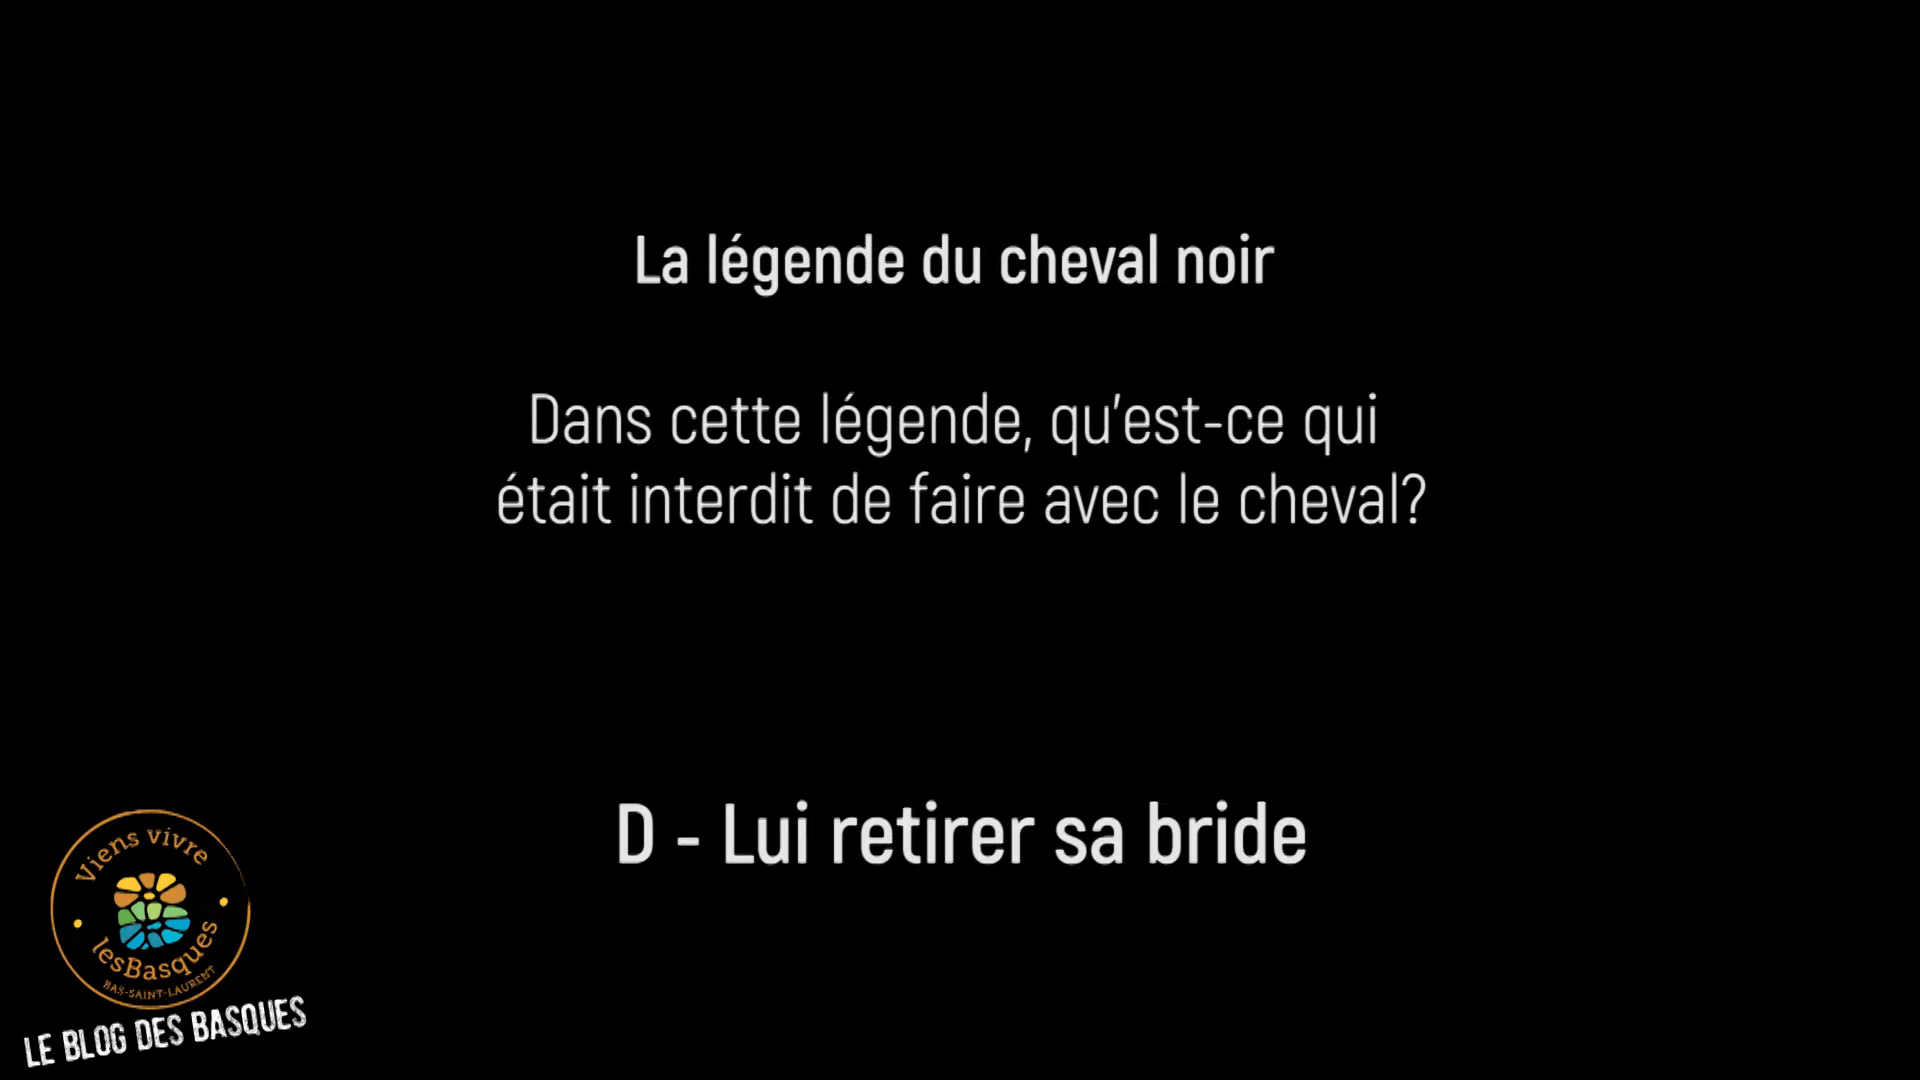 La légende du cheval noir
Dans cette légende, qu'est-ce qui
était interdit de faire avec le cheval?
D - Lui retirer sa bride
Viens vivre
lesBasques
BAS-SAINT-LAURENT
LE BLOG DES BASQUES